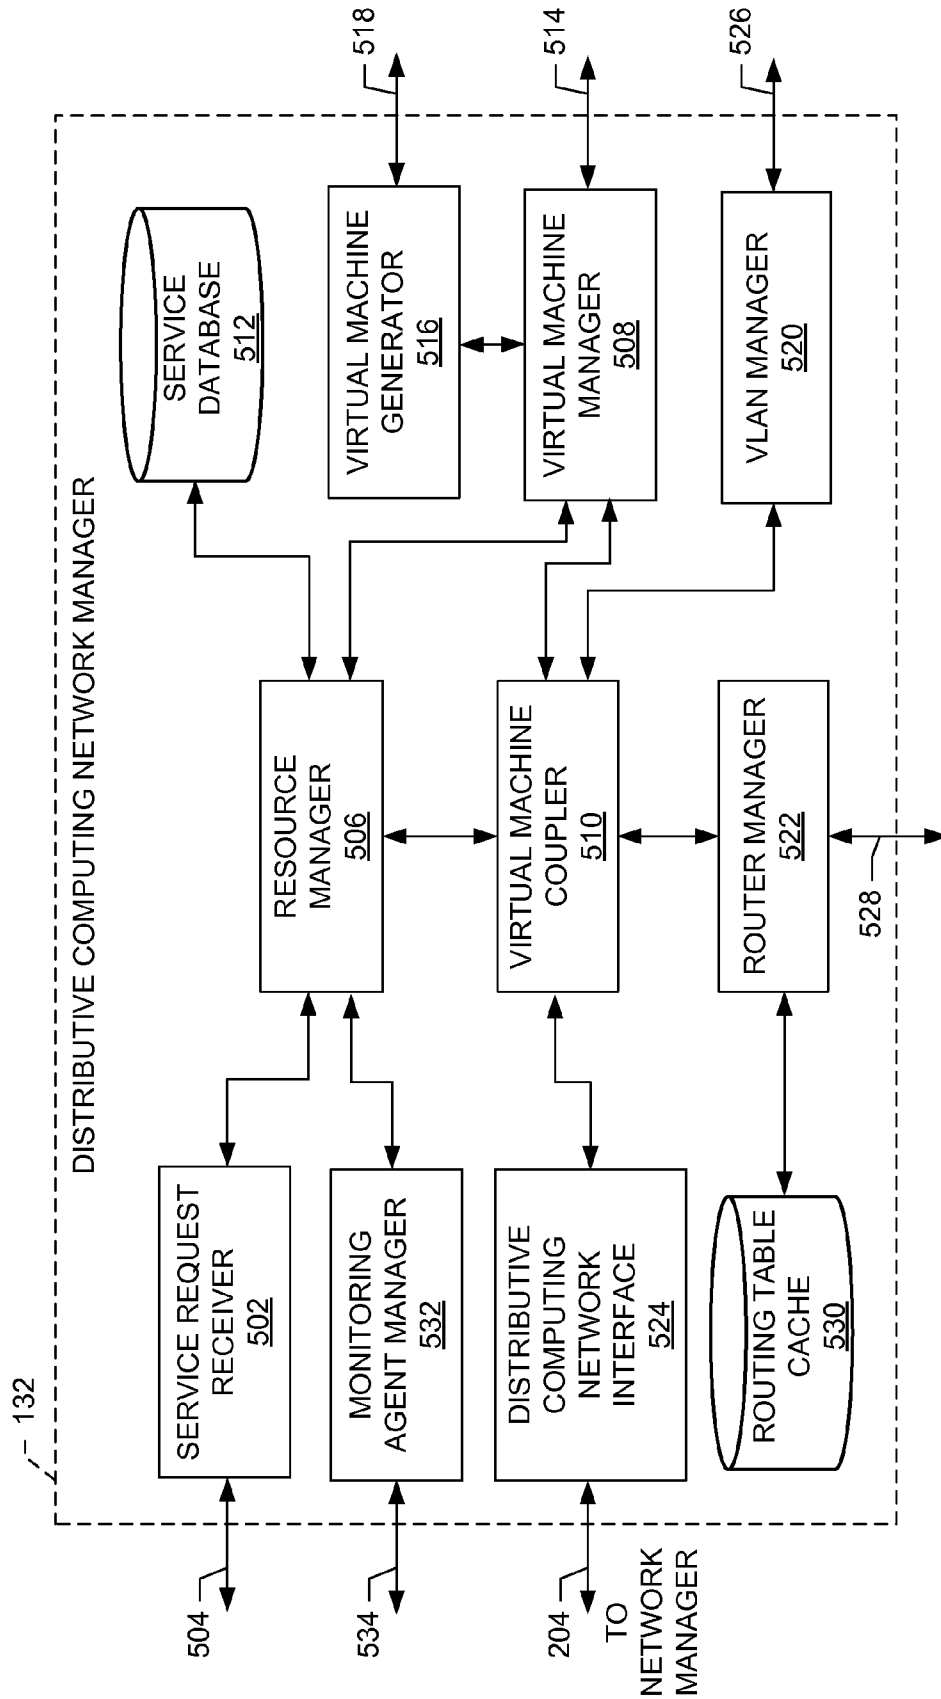 132
DISTRIBUTIVE COMPUTING NETWORK MANAGER
504
SERVICE REQUEST
RECEIVER
502
534
MONITORING
AGENT MANAGER
532
204
TO
NETWORK
MANAGER
DISTRIBUTIVE
COMPUTING
NETWORK
INTERFACE
524
ROUTING TABLE
CACHE
530
RESOURCE
MANAGER
506
VIRTUAL MACHINE
COUPLER
510
ROUTER MANAGER
522
528
SERVICE
DATABASE
512
VIRTUAL MACHINE
GENERATOR
516
518
VIRTUAL MACHINE
MANAGER
508
514
VLAN MANAGER
520
526